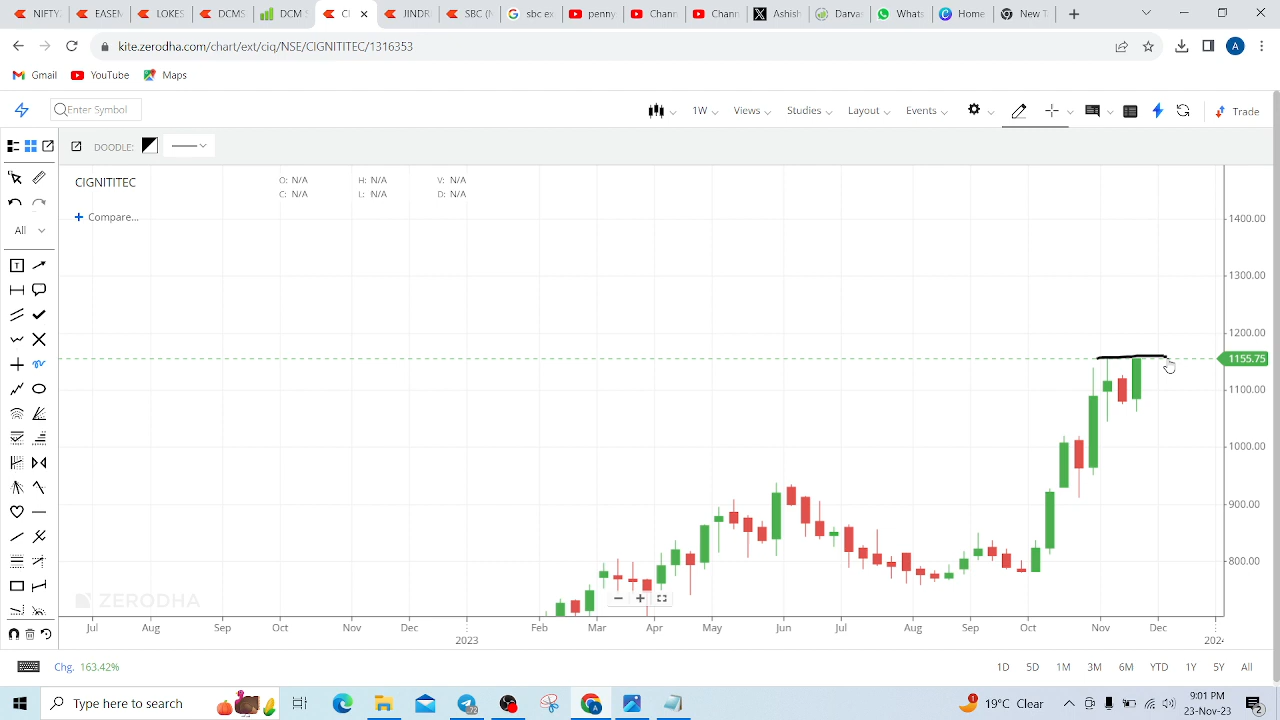 NIFTY
EASEN
LOKES
DCMS
DCM S
CI
JINDR
SBC (N
sbc ex
penny
Chann
Chann
Ashish
Darvas
Whats
Home
New T
kite.zerodha.com/chart/ext/ciq/NSE/CIGNITITEC/1316353
A
Gmail
YouTube
Maps
Enter Symbol
1W
Views
Studies
Layout
Events
Trade
DOODLE:
CIGNITITEC
O: N/A
H: N/A
V: N/A
C: N/A
L: N/A
D: N/A
+ Compare...
All
1400.00
1300.00
1200.00
1155.75
1100.00
1000.00
900.00
800.00
ZERODHA
Jul
Aug
Sep
Oct
Nov
Dec
2023
Feb
Mar
Apr
May
Jun
Jul
Aug
Sep
Oct
Nov
Dec
Chg. 163.42%
1D
5D
1M
3M
6M
YTD
1Y
5Y
All
Type here to search
19°C Clear
9:01 PM
23-Nov-23